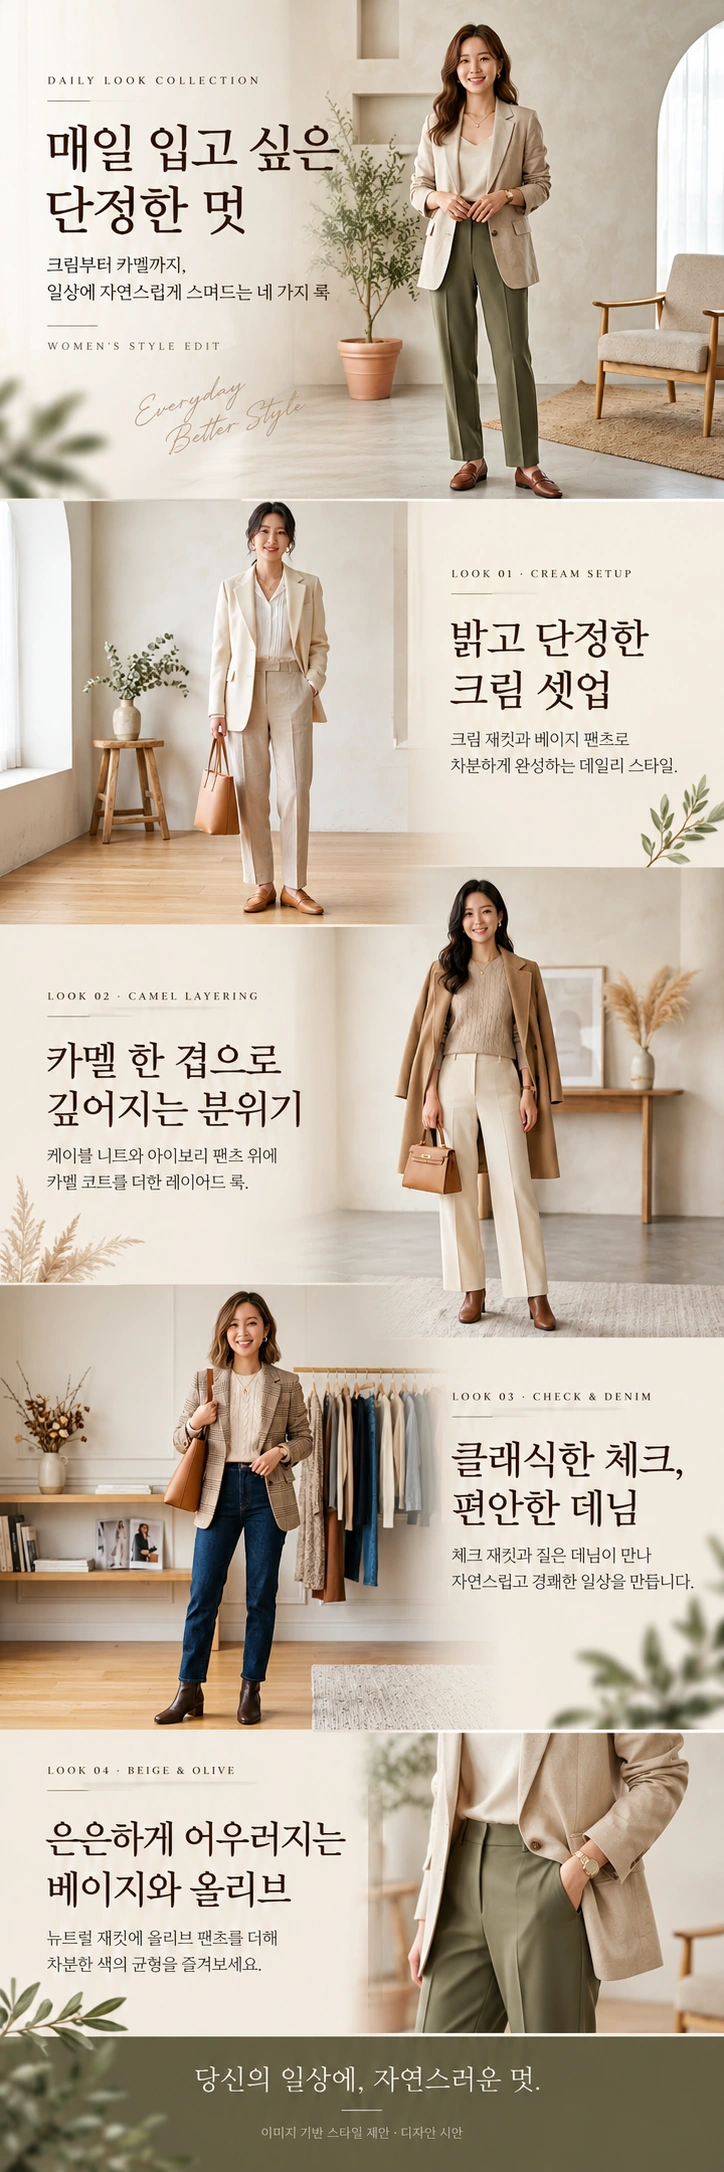 DAILY LOOK COLLECTION
매일 입고 싶은
단정한 멋
크림부터 카멜까지,
일상에 자연스럽게 스며드는 네 가지 룩
WOMEN'S STYLE EDIT
Everyday
Better Style
LOOK 01 · CREAM SETUP
밝고 단정한
크림 셋업
크림 재킷과 베이지 팬츠로
차분하게 완성하는 데일리 스타일.
LOOK 02 · CAMEL LAYERING
카멜 한 겹으로
깊어지는 분위기
케이블 니트와 아이보리 팬츠 위에
카멜 코트를 더한 레이어드 룩.
LOOK 03 · CHECK & DENIM
클래식한 체크,
편안한 데님
체크 재킷과 짙은 데님이 만나
자연스럽고 경쾌한 일상을 만듭니다.
LOOK 04 · BEIGE & OLIVE
은은하게 어우러지는
베이지와 올리브
뉴트럴 재킷에 올리브 팬츠를 더해
차분한 색의 균형을 즐겨보세요.
당신의 일상에, 자연스러운 멋.
이미지 기반 스타일 제안 · 디자인 시안